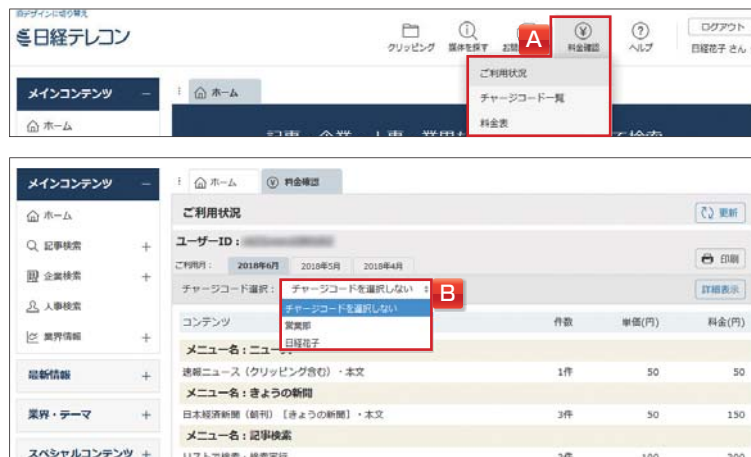 旧デザインに切り替え
日経テレコン
クリッピング
媒体を探す
お問
A
料金確認
ヘルプ
ログアウト
日経花子 さん
ご利用状況
チャージコード一覧
料金表
メインコンテンツ
ホーム
ホーム
メインコンテンツ
ホーム
料金確認
ホーム
ご利用状況
更新
記事検索
ユーザーID：
企業検索
ご利用月：
2018年6月
2018年5月
2018年4月
印刷
人事検索
チャージコード選択：
チャージコードを選択しない
B
詳細表示
チャージコードを選択しない
営業部
日経花子
業界情報
コンテンツ
件数
単価(円)
料金(円)
メニュー名：ニュース
最新情報
速報ニュース（クリッピング含む）・本文
1件
50
50
メニュー名：きょうの新聞
業界・テーマ
日本経済新聞（朝刊）［きょうの新聞］・本文
3件
50
150
メニュー名：記事検索
スペシャルコンテンツ